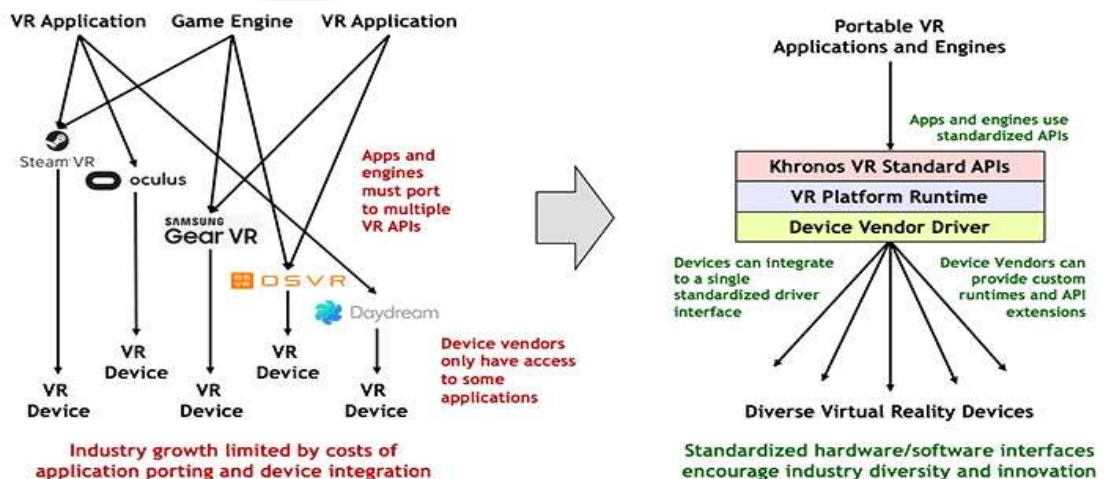 VR Application
Game Engine
VR Application
Steam VR
oculus
SAMSUNG
Gear VR
OSVR
Daydream
Apps and
engines
must port
to multiple
VR APIs
VR
Device
VR
Device
VR
Device
VR
Device
VR
Device
Device vendors
only have access
to some
applications
Industry growth limited by costs of
application porting and device integration
Portable VR
Applications and Engines
Apps and engines use
standardized APIs
Khronos VR Standard APIs
VR Platform Runtime
Device Vendor Driver
Devices can integrate
to a single
standardized driver
interface
Device Vendors can
provide custom
runtimes and API
extensions
Diverse Virtual Reality Devices
Standardized hardware/software interfaces
encourage industry diversity and innovation